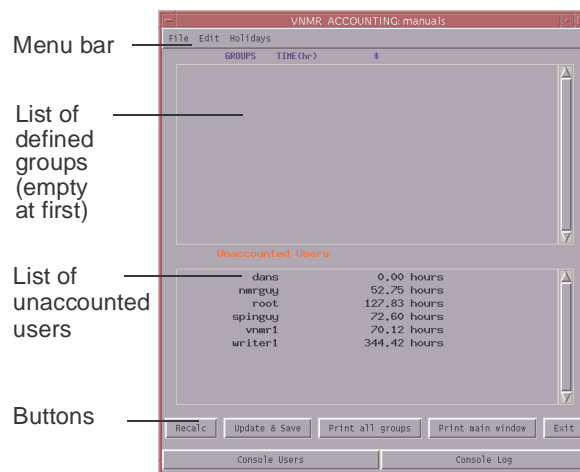 VNMR ACCOUNTING: manuals
Menu bar
File Edit Holidays
GROUPS TIME(hr) $
List of
defined
groups
(empty
at first)
Unaccounted Users
List of
unaccounted
users
dans 0.00 hours
nmrguy 52.75 hours
root 127.83 hours
spinguy 72.60 hours
vnmr1 70.12 hours
writer1 344.42 hours
Buttons
Recalc Update & Save Print all groups Print main window Exit
Console Users Console Log